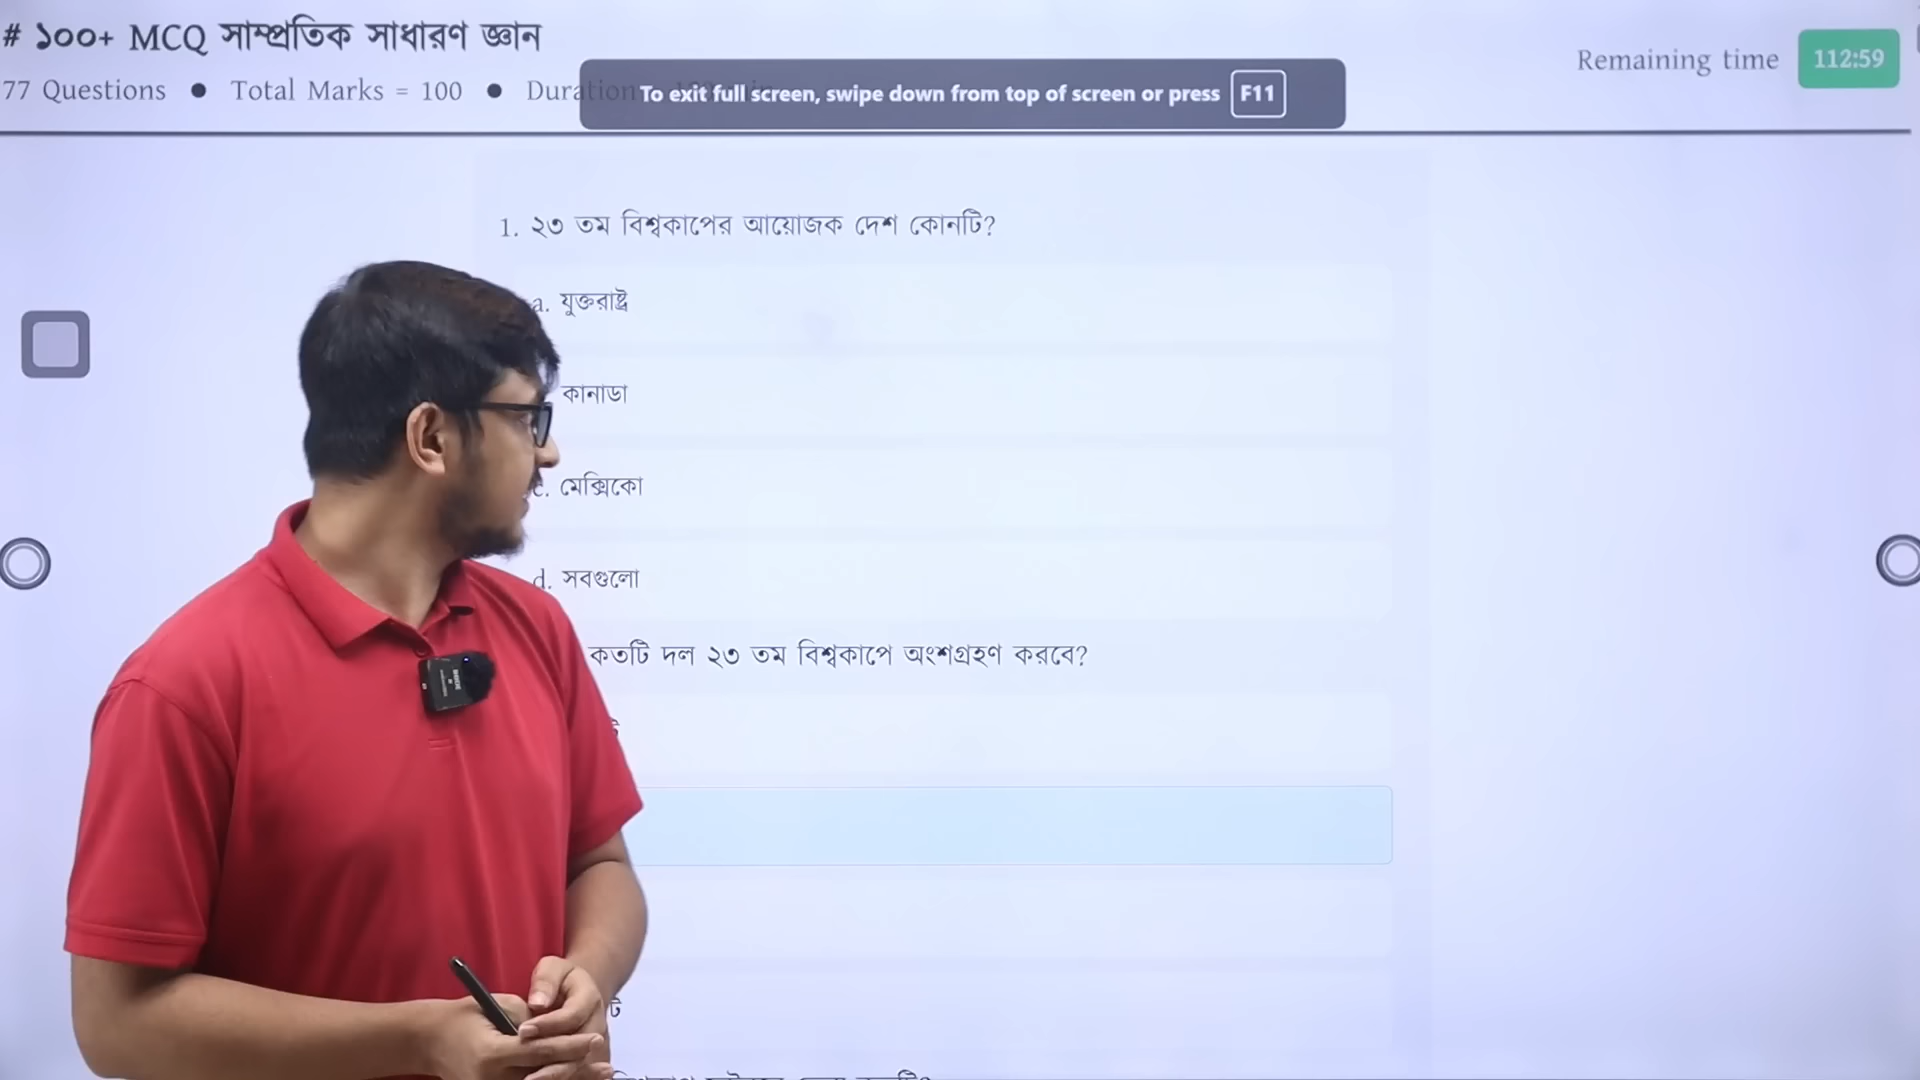 # ১০০+ MCQ সাম্প্রতিক সাধারণ জ্ঞান
77 Questions ● Total Marks = 100 ● Duration
To exit full screen, swipe down from top of screen or press F11
Remaining time 112:59
1. ২৩ তম বিশ্বকাপের আয়োজক দেশ কোনটি?
a. যুক্তরাষ্ট্র
কানাডা
c. মেক্সিকো
d. সবগুলো
কতটি দল ২৩ তম বিশ্বকাপে অংশগ্রহণ করবে?